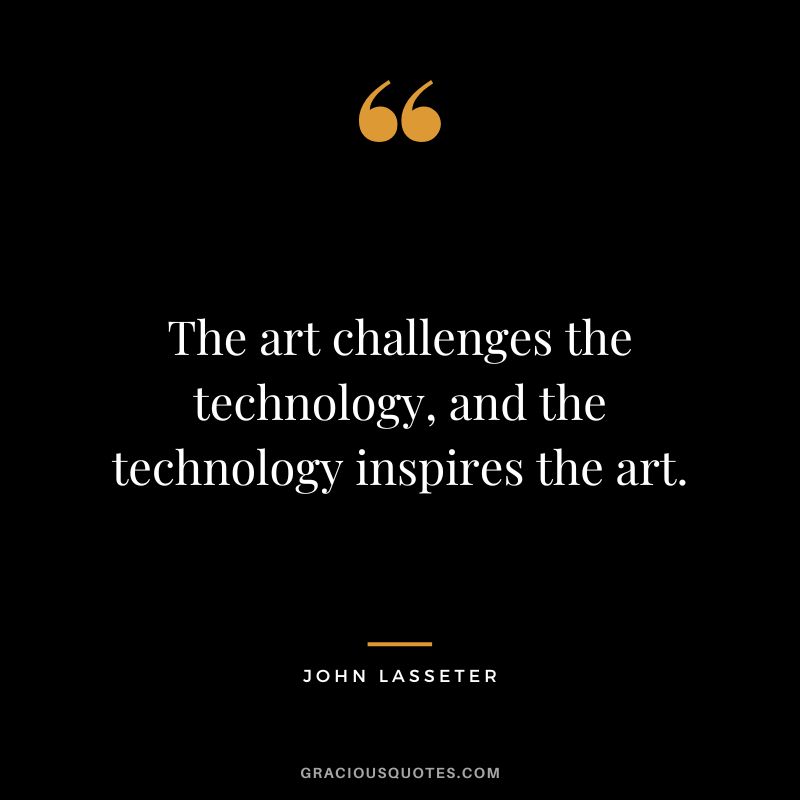 “
The art challenges the
technology, and the
technology inspires the art.
JOHN LASSETER
GRACIOUSQUOTES.COM